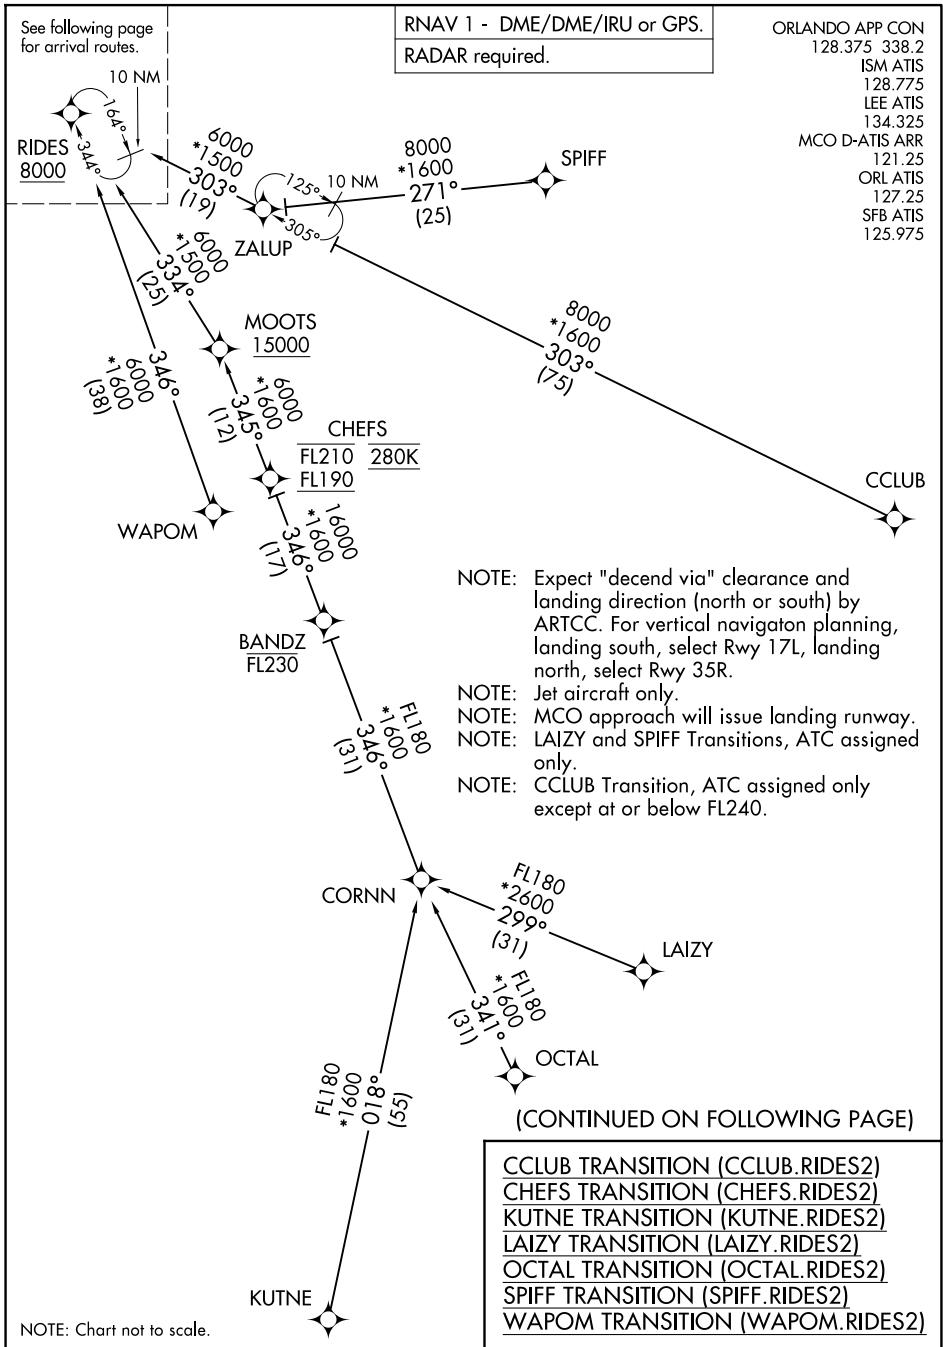 See following page
for arrival routes.
10 NM
164°
344°
RIDES
8000
RNAV 1 - DME/DME/IRU or GPS.
RADAR required.
ORLANDO APP CON
128.375 338.2
ISM ATIS
128.775
LEE ATIS
134.325
MCO D-ATIS ARR
121.25
ORL ATIS
127.25
SFB ATIS
125.975
6000
*1500
303°
(19)
125°
305°
10 NM
ZALUP
8000
*1600
271°
(25)
SPIFF
6000
*1500
334°
(25)
8000
*1600
303°
(75)
CCLUB
MOOTS
15000
6000
*1600
346°
(38)
WAPOM
6000
*1600
345°
(12)
CHEFS
FL210 280K
FL190
16000
*1600
346°
(17)
BANDZ
FL230
NOTE: Expect "decend via" clearance and
landing direction (north or south) by
ARTCC. For vertical navigaton planning,
landing south, select Rwy 17L, landing
north, select Rwy 35R.
NOTE: Jet aircraft only.
NOTE: MCO approach will issue landing runway.
NOTE: LAIZY and SPIFF Transitions, ATC assigned
only.
NOTE: CCLUB Transition, ATC assigned only
except at or below FL240.
FL180
*1600
346°
(31)
CORNN
FL180
*2600
299°
(31)
LAIZY
FL180
*1600
341°
(31)
OCTAL
FL180
*1600
018°
(55)
KUTNE
(CONTINUED ON FOLLOWING PAGE)
CCLUB TRANSITION (CCLUB.RIDES2)
CHEFS TRANSITION (CHEFS.RIDES2)
KUTNE TRANSITION (KUTNE.RIDES2)
LAIZY TRANSITION (LAIZY.RIDES2)
OCTAL TRANSITION (OCTAL.RIDES2)
SPIFF TRANSITION (SPIFF.RIDES2)
WAPOM TRANSITION (WAPOM.RIDES2)
NOTE: Chart not to scale.